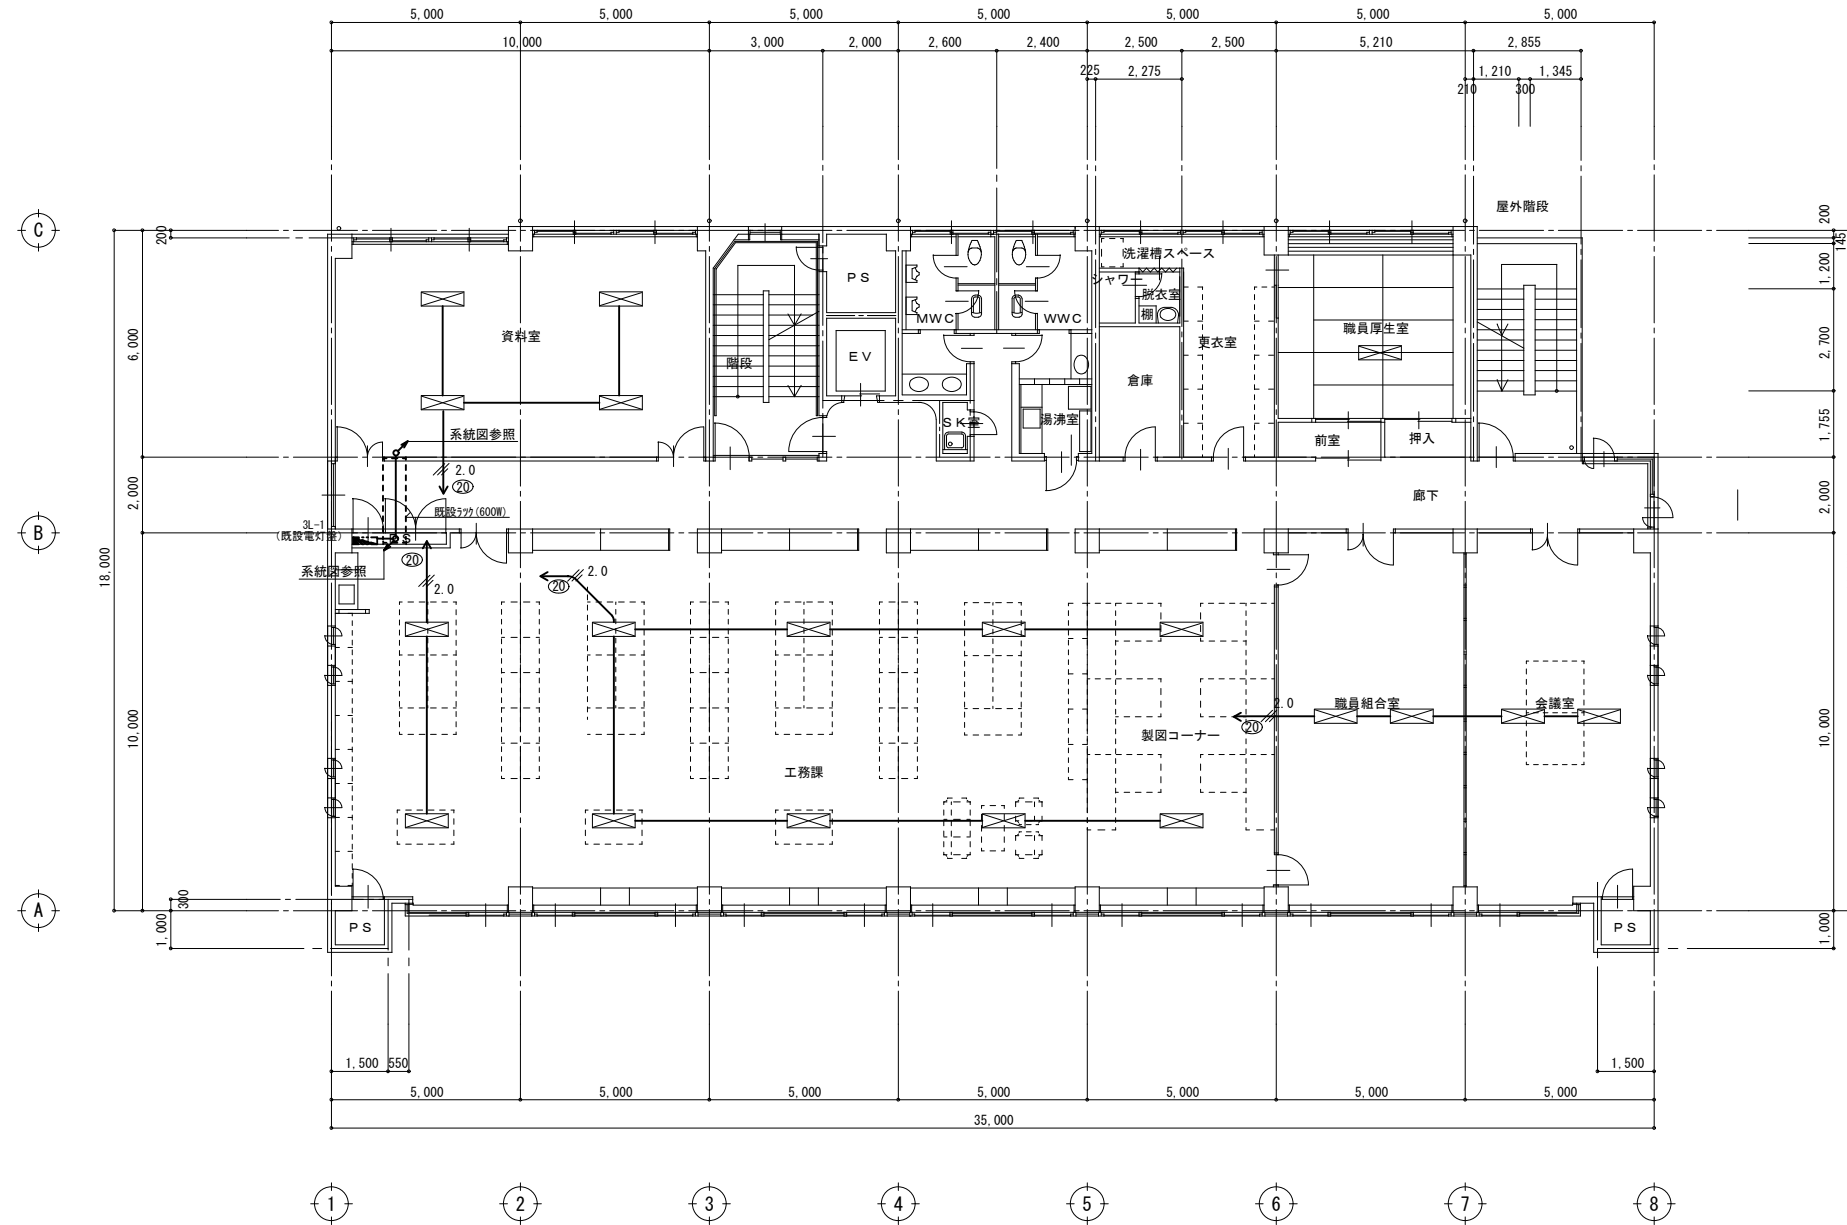 5,000 5,000 5,000 5,000 5,000 5,000 5,000
10,000 3,000 2,000 2,600 2,400 2,500 2,500 5,210 2,855
225 2,275 1,210 1,345
210 300
屋外階段
C
200
200
145
洗濯槽スペース
PS
シャワー
脱衣室
棚
1,200
MWC WWC
資料室
職員厚生室
6,000
更衣室
2,700
EV
階段
倉庫
SK室
湯沸室
1,755
系統図参照
前室 押入
2.0
20
廊下
2,000
2,000
既設ラック(600W)
3L-1
(既設電灯盤)
S
B
20
系統図参照
18,000
2.0
20
2.0
10,000
職員組合室
会議室
2.0
20
製図コーナー
10,000
工務課
300
A
PS
PS
1,000
1,000
1,500 550 1,500
5,000 5,000 5,000 5,000 5,000 5,000 5,000
35,000
1 2 3 4 5 6 7 8